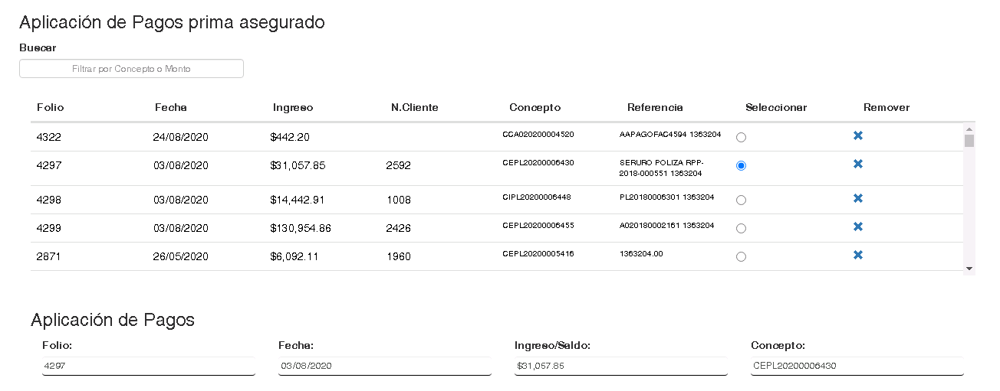 Aplicación de Pagos prima asegurado
Buscar
Filtrar por Concepto o Monto
Folio Fecha Ingreso N.Cliente Concepto Referencia Seleccionar Remover
4322 24/08/2020 $442.20 CCA020200004520 AAPAGOFAC4594 1363204
4297 03/08/2020 $31,057.85 2592 CEPL20200006430 SERURO POLIZA RPP-
2018-000551 1363204
4298 03/08/2020 $14,442.91 1008 CIPL20200006448 PL20180006301 1363204
4299 03/08/2020 $130,954.86 2426 CEPL20200006455 A020180002161 1363204
2871 26/05/2020 $6,092.11 1960 CEPL20200005416 1363204.00
Aplicación de Pagos
Folio: Fecha: Ingreso/Saldo: Concepto:
4297 03/08/2020 $31,057.85 CEPL20200006430